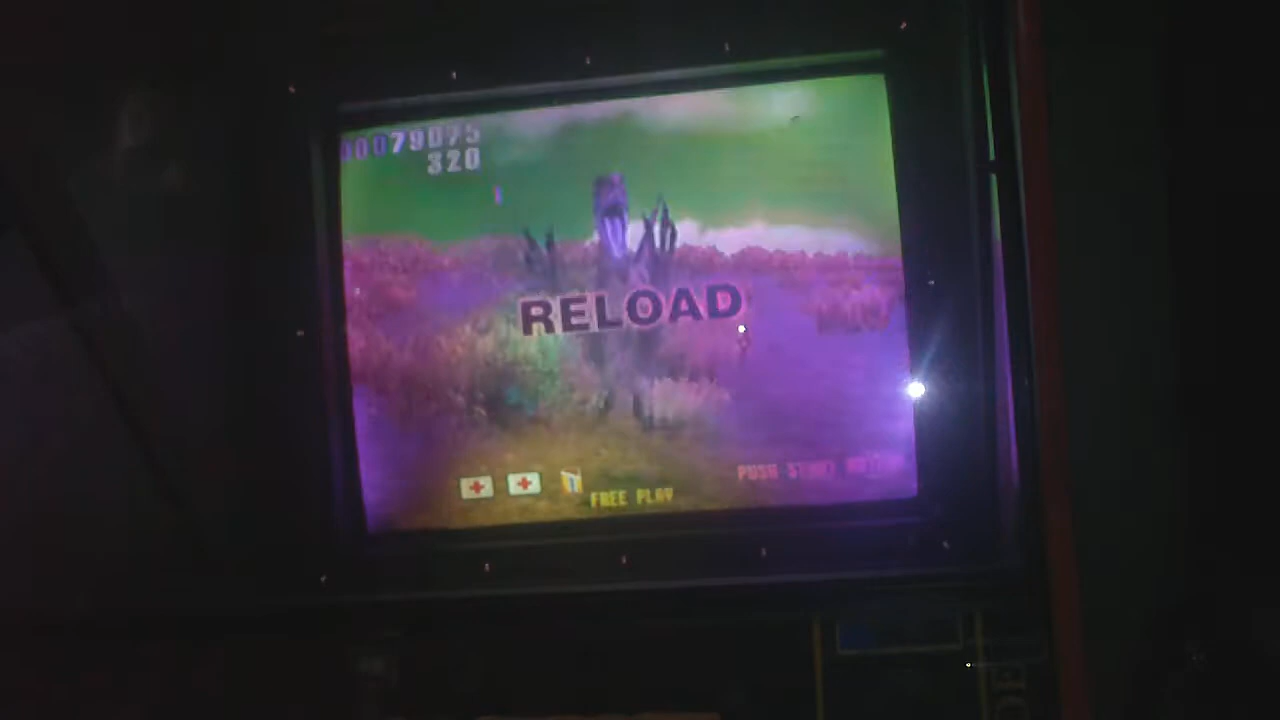 00079075
320
RELOAD
PUSH START BUTTON
FREE PLAY